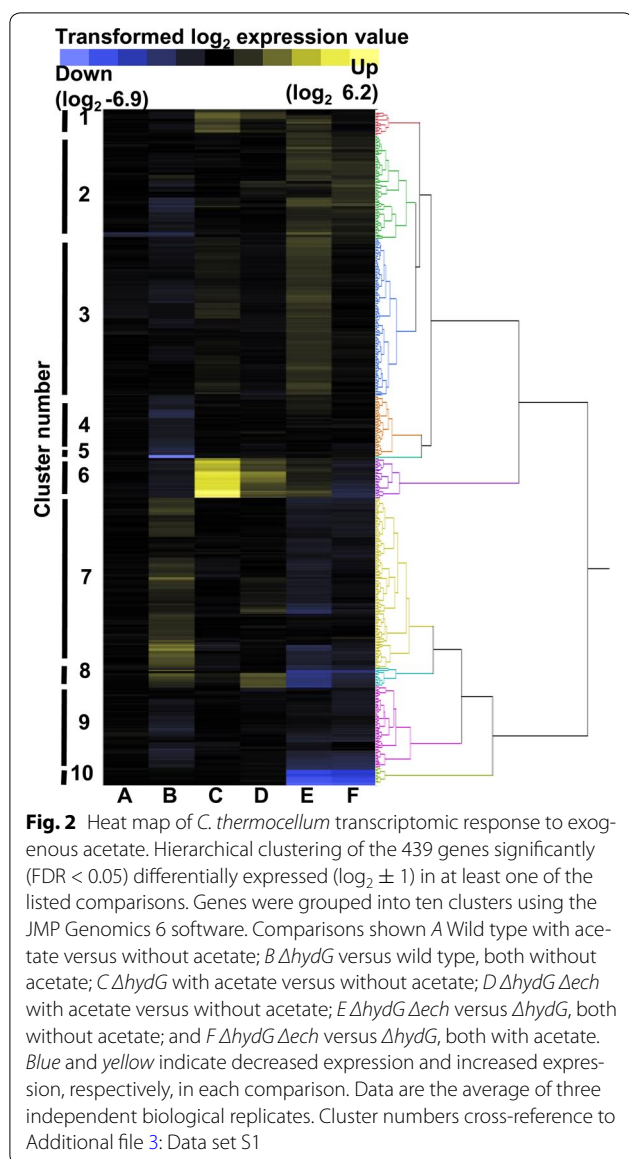 Transformed log₂ expression value
Down Up
(log₂ -6.9) (log₂ 6.2)
Cluster number
1
2
3
4
5
6
7
8
9
10
A B C D E F
Fig. 2 Heat map of C. thermocellum transcriptomic response to exog-
enous acetate. Hierarchical clustering of the 439 genes significantly
(FDR < 0.05) differentially expressed (log₂ ± 1) in at least one of the
listed comparisons. Genes were grouped into ten clusters using the
JMP Genomics 6 software. Comparisons shown A Wild type with ace-
tate versus without acetate; B ΔhydG versus wild type, both without
acetate; C ΔhydG with acetate versus without acetate; D ΔhydG Δech
with acetate versus without acetate; E ΔhydG Δech versus ΔhydG, both
without acetate; and F ΔhydG Δech versus ΔhydG, both with acetate.
Blue and yellow indicate decreased expression and increased expres-
sion, respectively, in each comparison. Data are the average of three
independent biological replicates. Cluster numbers cross-reference to
Additional file 3: Data set S1